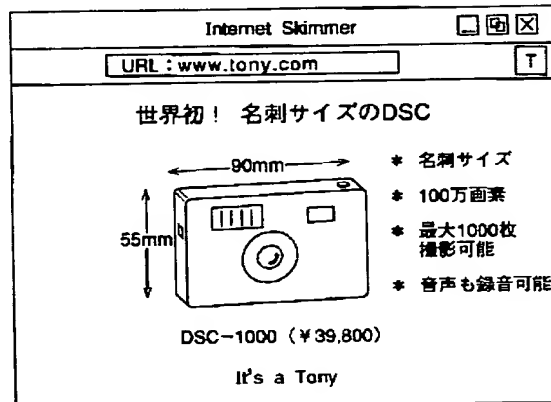 Internet Skimmer
URL：www.tony.com
T
世界初！ 名刺サイズのDSC
90mm
55mm
* 名刺サイズ
* 100万画素
* 最大1000枚
撮影可能
* 音声も録音可能
DSC-1000（￥39,800）
It's a Tony